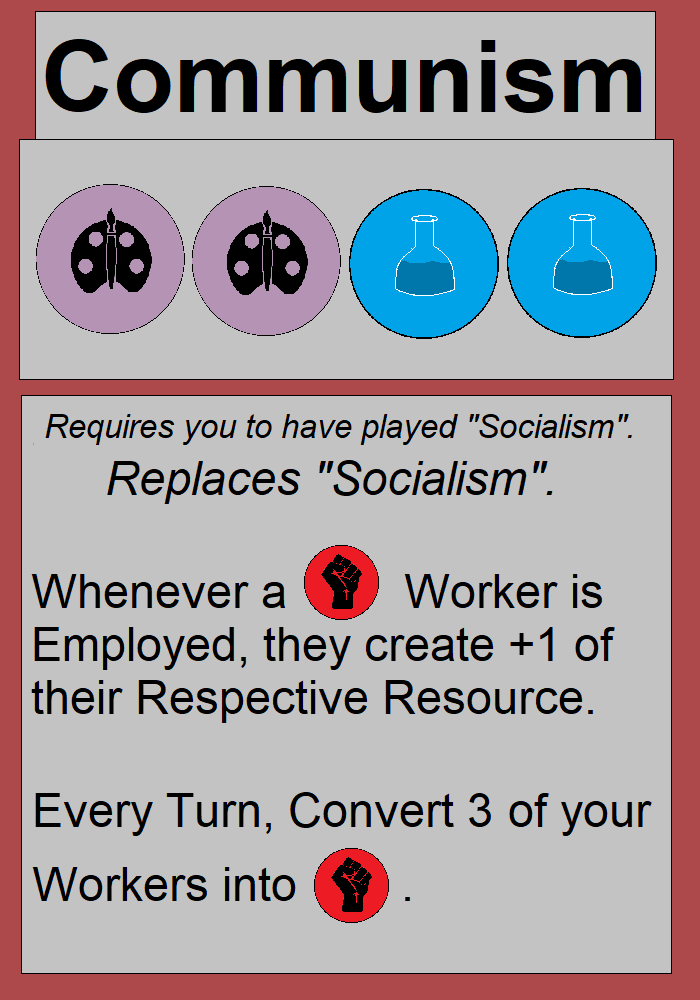 Communism
Requires you to have played "Socialism".
Replaces "Socialism".
Whenever a Worker is
Employed, they create +1 of
their Respective Resource.
Every Turn, Convert 3 of your
Workers into .